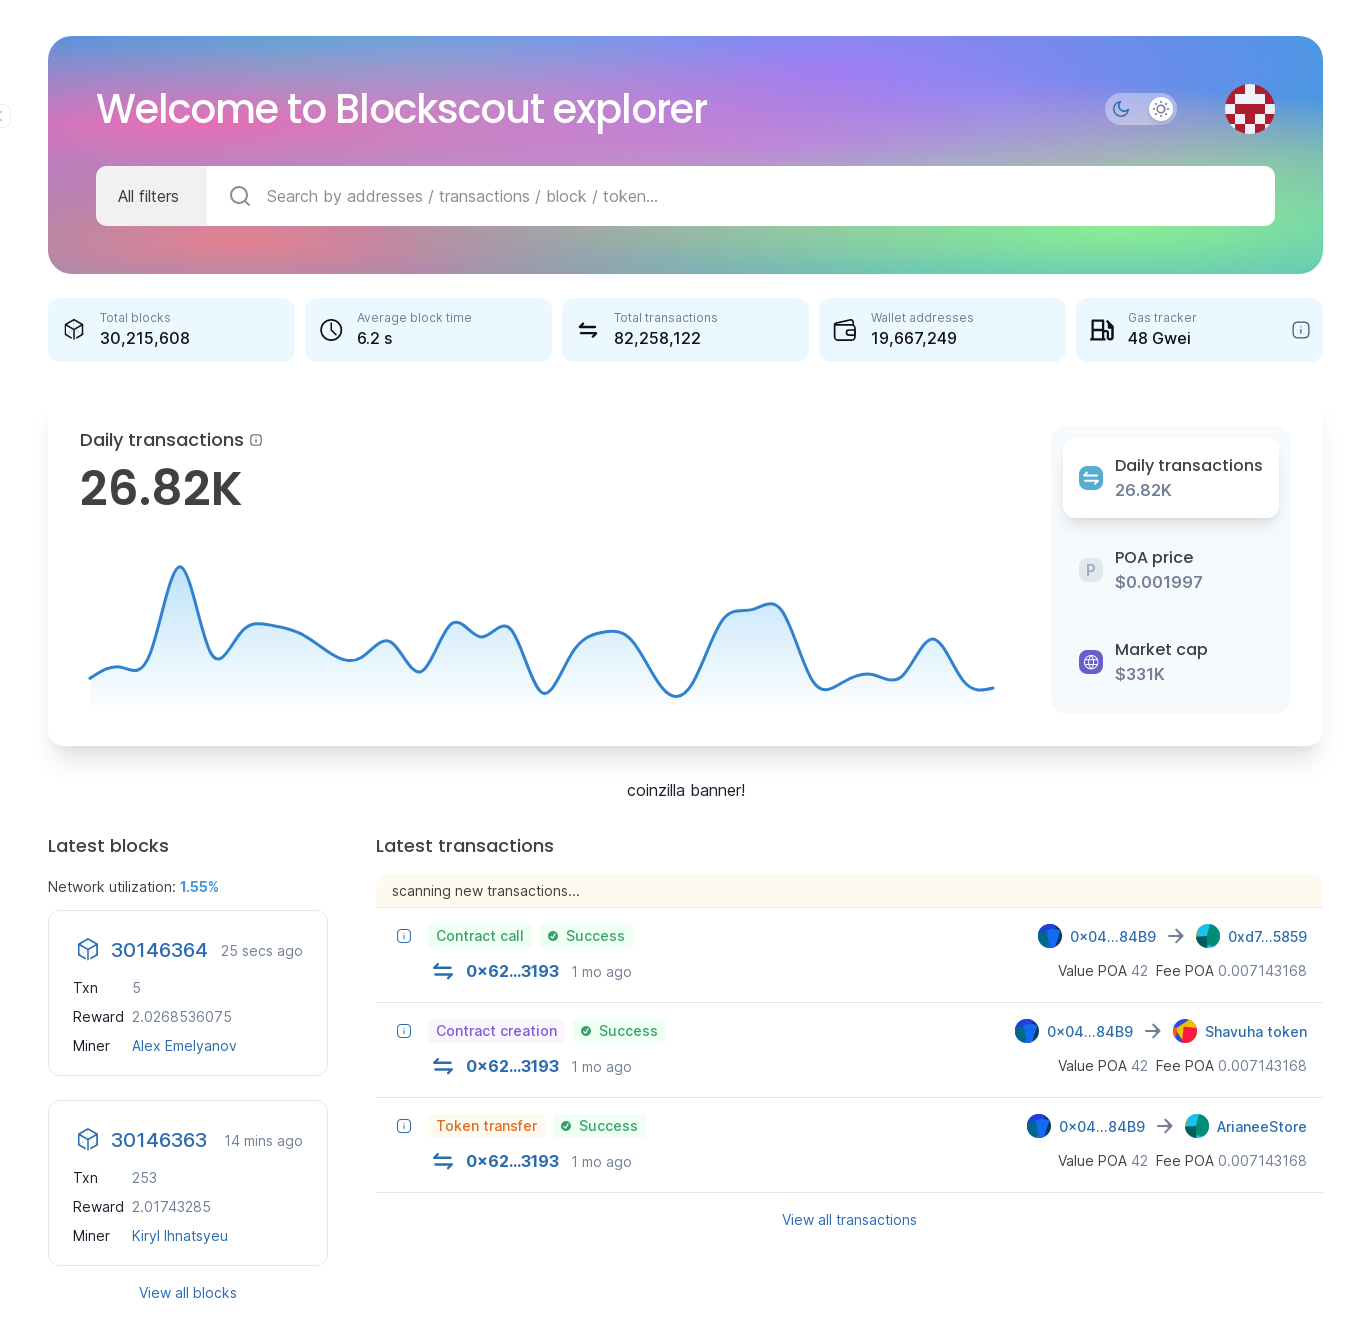 Welcome to Blockscout explorer
All filters
Search by addresses / transactions / block / token...
Total blocks
30,215,608
Average block time
6.2 s
Total transactions
82,258,122
Wallet addresses
19,667,249
Gas tracker
48 Gwei
Daily transactions
26.82K
Daily transactions
26.82K
P
POA price
$0.001997
Market cap
$331K
coinzilla banner!
Latest blocks
Network utilization: 1.55%
30146364 25 secs ago
Txn 5
Reward 2.0268536075
Miner Alex Emelyanov
30146363 14 mins ago
Txn 253
Reward 2.01743285
Miner Kiryl Ihnatsyeu
View all blocks
Latest transactions
scanning new transactions...
Contract call Success 0x04...84B9 0xd7...5859
0x62...3193 1 mo ago Value POA 42 Fee POA 0.007143168
Contract creation Success 0x04...84B9 Shavuha token
0x62...3193 1 mo ago Value POA 42 Fee POA 0.007143168
Token transfer Success 0x04...84B9 ArianeeStore
0x62...3193 1 mo ago Value POA 42 Fee POA 0.007143168
View all transactions